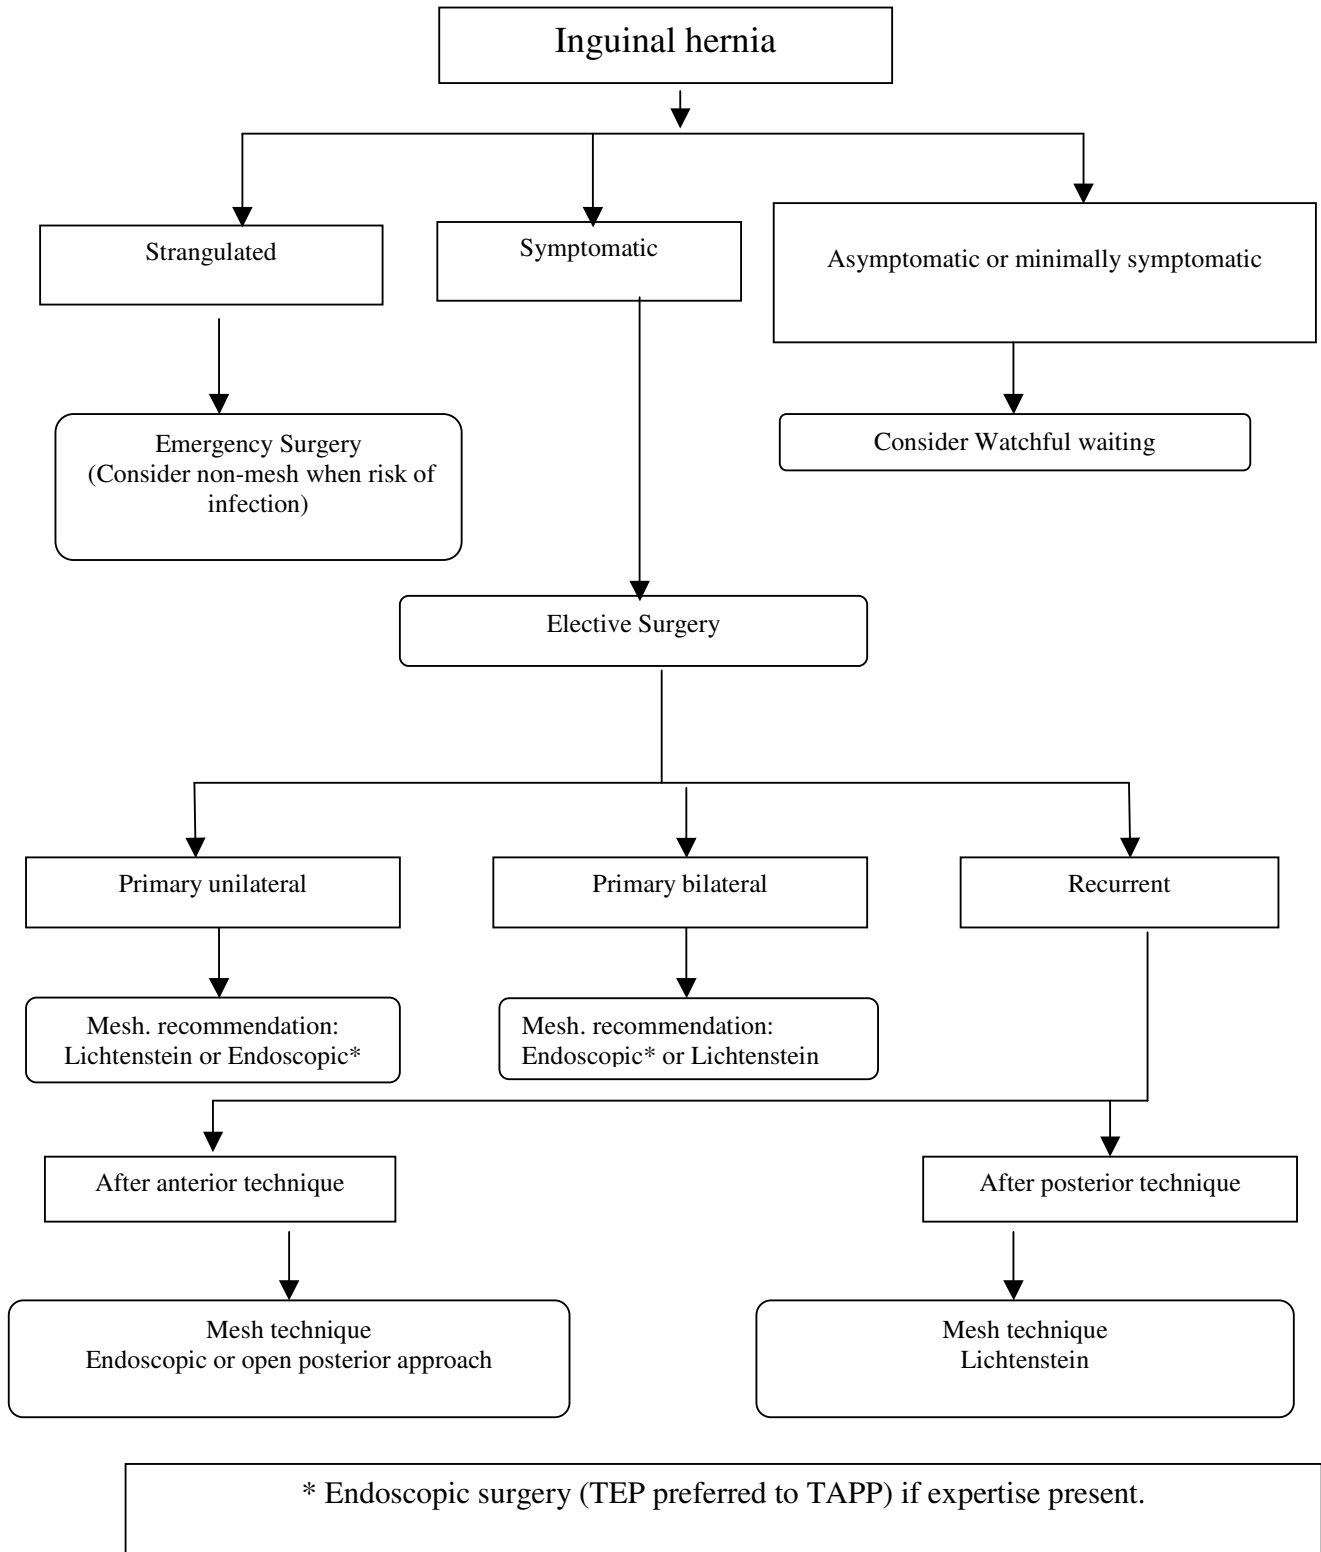 Inguinal hernia
Strangulated
Symptomatic
Asymptomatic or minimally symptomatic
Emergency Surgery
(Consider non-mesh when risk of
infection)
Consider Watchful waiting
Elective Surgery
Primary unilateral
Primary bilateral
Recurrent
Mesh. recommendation:
Lichtenstein or Endoscopic*
Mesh. recommendation:
Endoscopic* or Lichtenstein
After anterior technique
After posterior technique
Mesh technique
Endoscopic or open posterior approach
Mesh technique
Lichtenstein
* Endoscopic surgery (TEP preferred to TAPP) if expertise present.